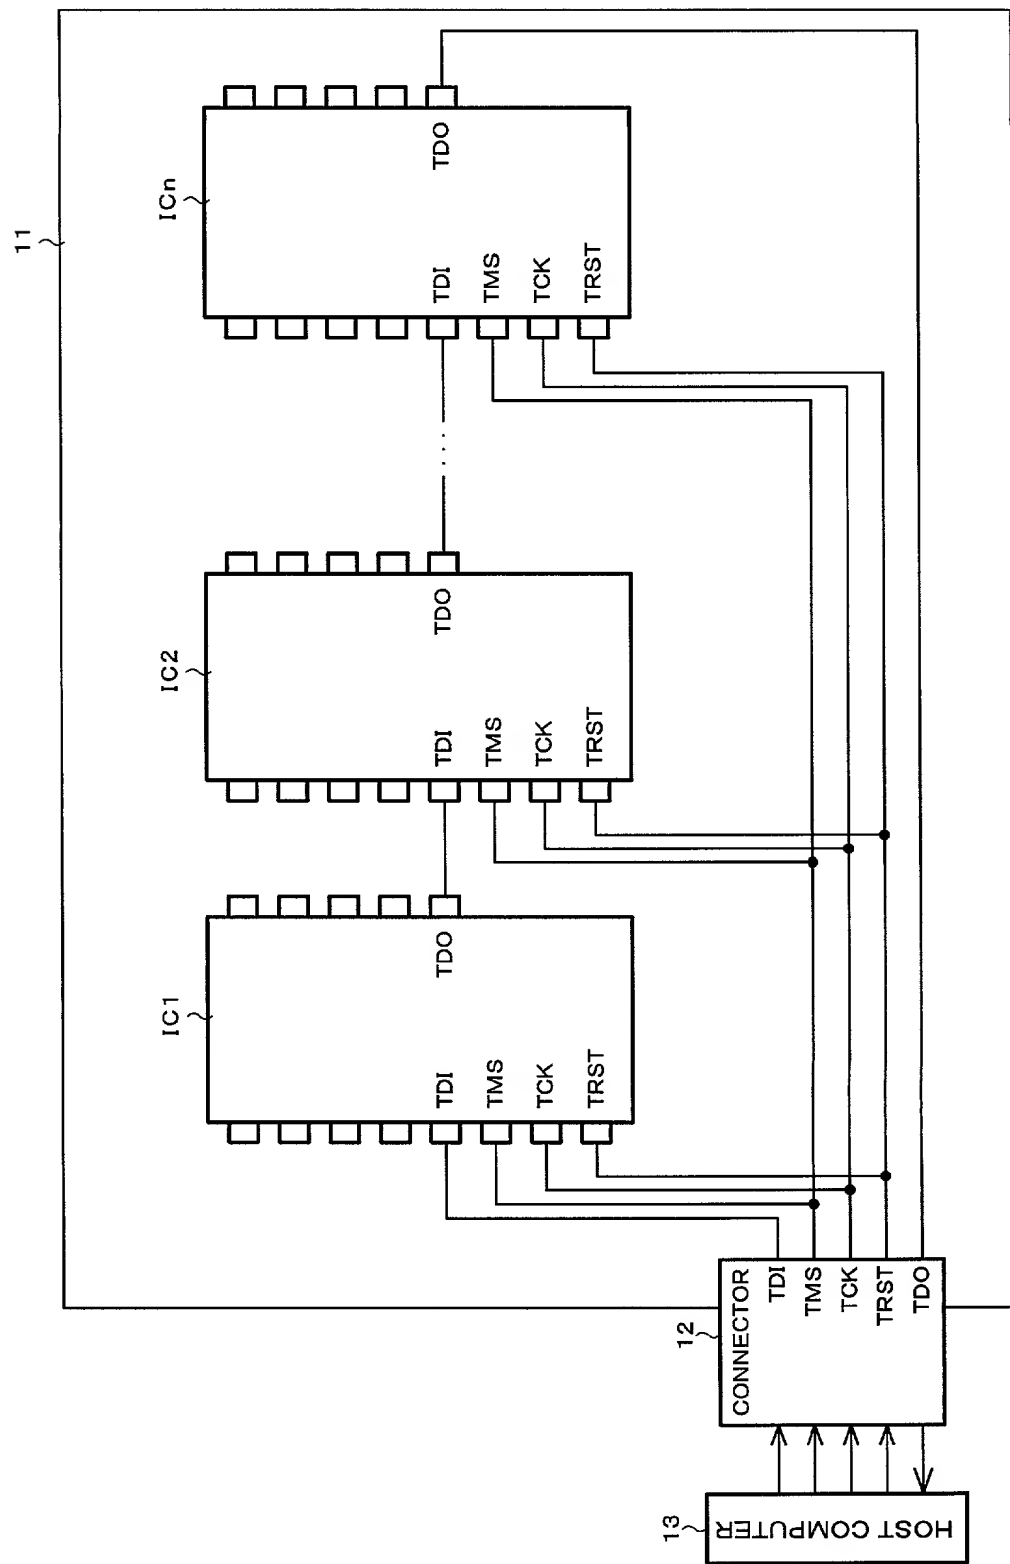 11
IC1
IC2
ICn
TDI
TDO
TMS
TCK
TRST
TDI
TDO
TMS
TCK
TRST
TDI
TDO
TMS
TCK
TRST
13
HOST COMPUTER
12
CONNECTOR
TDI
TMS
TCK
TRST
TDO